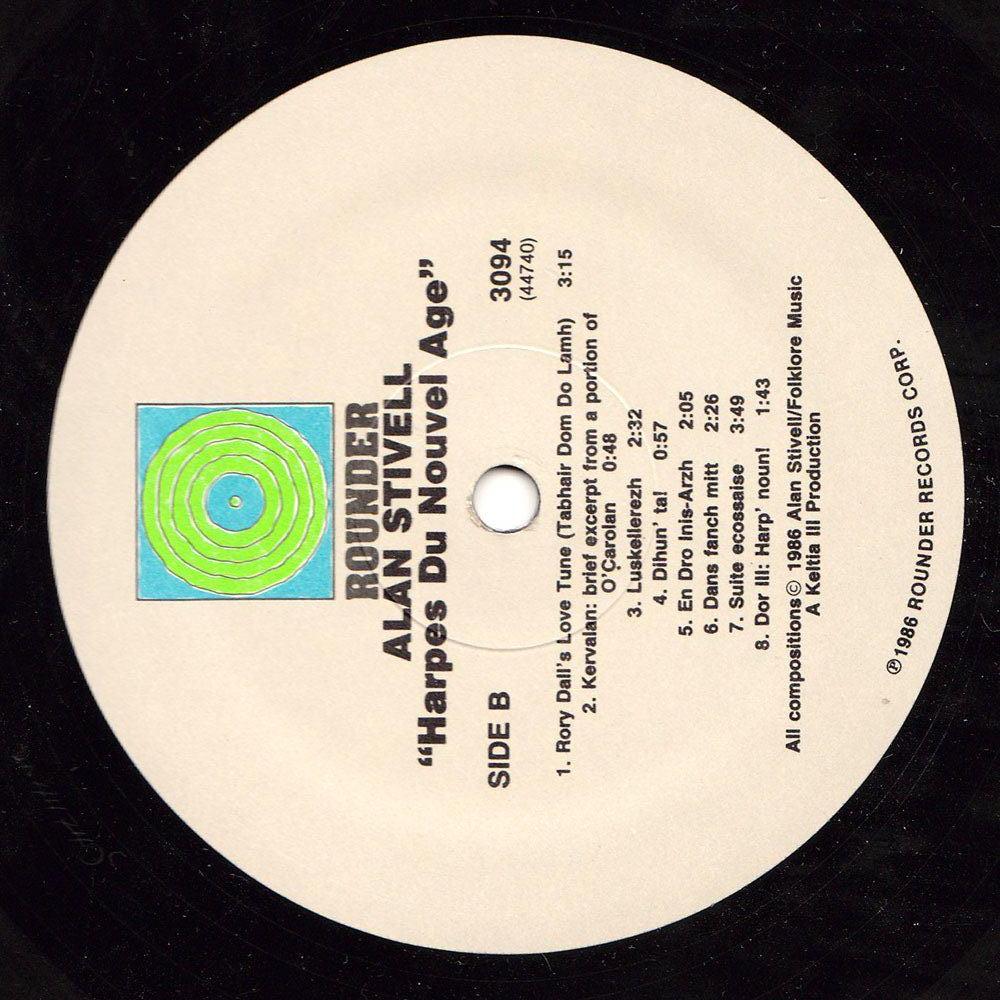 ROUNDER
ALAN STIVELL
“Harpes Du Nouvel Age”
SIDE B 3094
(44740)
1. Rory Dall's Love Tune (Tabhair Dom Do Lamh) 3:15
2. Kervalan: brief excerpt from a portion of
O'Çarolan 0:48
3. Luskellerezh 2:32
4. Dihun' ta! 0:57
5. En Dro Inis-Arzh 2:05
6. Dans fanch mitt 2:26
7. Suite ecossaise 3:49
8. Dor III: Harp' noun! 1:43
All compositions© 1986 Alan Stivell/Folklore Music
A Keltia III Production
℗1986 ROUNDER RECORDS CORP.